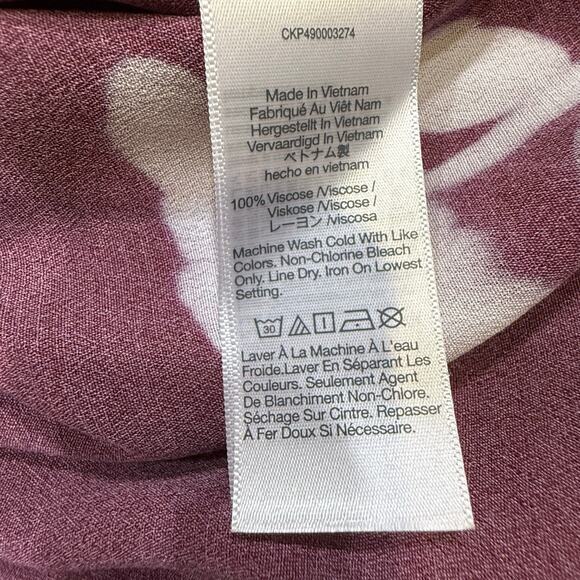 CKP490003274
Made In Vietnam
Fabriqué Au Viêt Nam
Hergestellt In Vietnam
Vervaardigd In Vietnam
ベトナム製
hecho en vietnam
100% Viscose /Viscose /
Viskose /Viscose /
レーヨン /viscosa
Machine Wash Cold With Like
Colors. Non-Chlorine Bleach
Only. Line Dry. Iron On Lowest
Setting.
30
Laver À La Machine À L'eau
Froide.Laver En Séparant Les
Couleurs. Seulement Agent
De Blanchiment Non-Chlore.
Séchage Sur Cintre. Repasser
À Fer Doux Si Nécessaire.